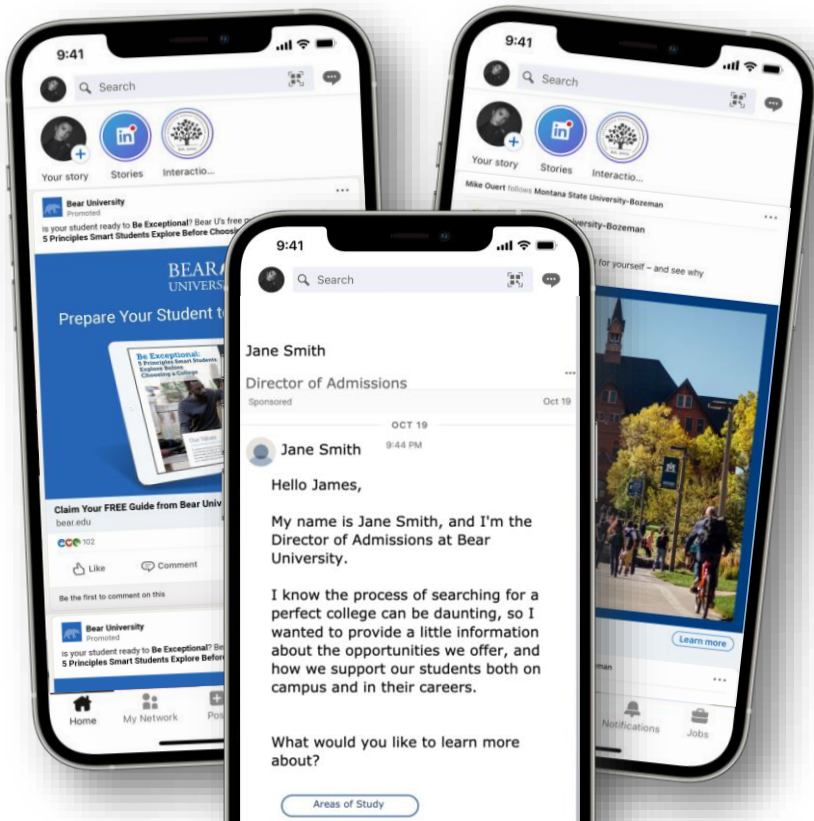 9:41
Search
Your story
Stories
Interactio...
Bear University
Promoted
is your student ready to Be Exceptional? Bear U's free
5 Principles Smart Students Explore Before Choosin
BEAR
UNIVERS
Prepare Your Student t
Be Exceptional:
5 Principles Smart Students
Explore Before
Choosing a College
Our Values
Claim Your FREE Guide from Bear Univ
bear.edu
102
Like
Comment
Be the first to comment on this
Bear University
Promoted
is your student ready to Be Exceptional? Be
5 Principles Smart Students Explore Before
Home
My Network
Pos
9:41
Search
Jane Smith
Director of Admissions
Sponsored
Oct 19
OCT 19
Jane Smith
9:44 PM
Hello James,
My name is Jane Smith, and I'm the
Director of Admissions at Bear
University.
I know the process of searching for a
perfect college can be daunting, so I
wanted to provide a little information
about the opportunities we offer, and
how we support our students both on
campus and in their careers.
What would you like to learn more
about?
Areas of Study
9:41
Search
Your story
Stories
Interactio...
Mike Ouert follows Montana State University-Bozeman
versity-Bozeman
for yourself – and see why
Learn more
man
Notifications
Jobs